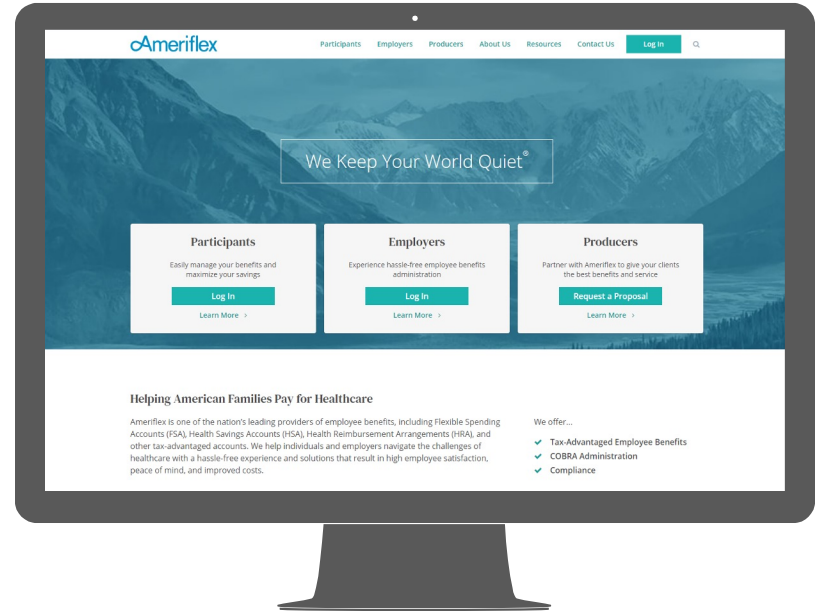 Ameriflex
Participants Employers Producers About Us Resources Contact Us Log In
We Keep Your World Quiet®
Participants
Easily manage your benefits and
maximize your savings
Log In
Learn More >
Employers
Experience hassle-free employee benefits
administration
Log In
Learn More >
Producers
Partner with Ameriflex to give your clients
the best benefits and service
Request a Proposal
Learn More >
Helping American Families Pay for Healthcare
Ameriflex is one of the nation's leading providers of employee benefits, including Flexible Spending
Accounts (FSA), Health Savings Accounts (HSA), Health Reimbursement Arrangements (HRA), and
other tax-advantaged accounts. We help individuals and employers navigate the challenges of
healthcare with a hassle-free experience and solutions that result in high employee satisfaction,
peace of mind, and improved costs.
We offer...
Tax-Advantaged Employee Benefits
COBRA Administration
Compliance